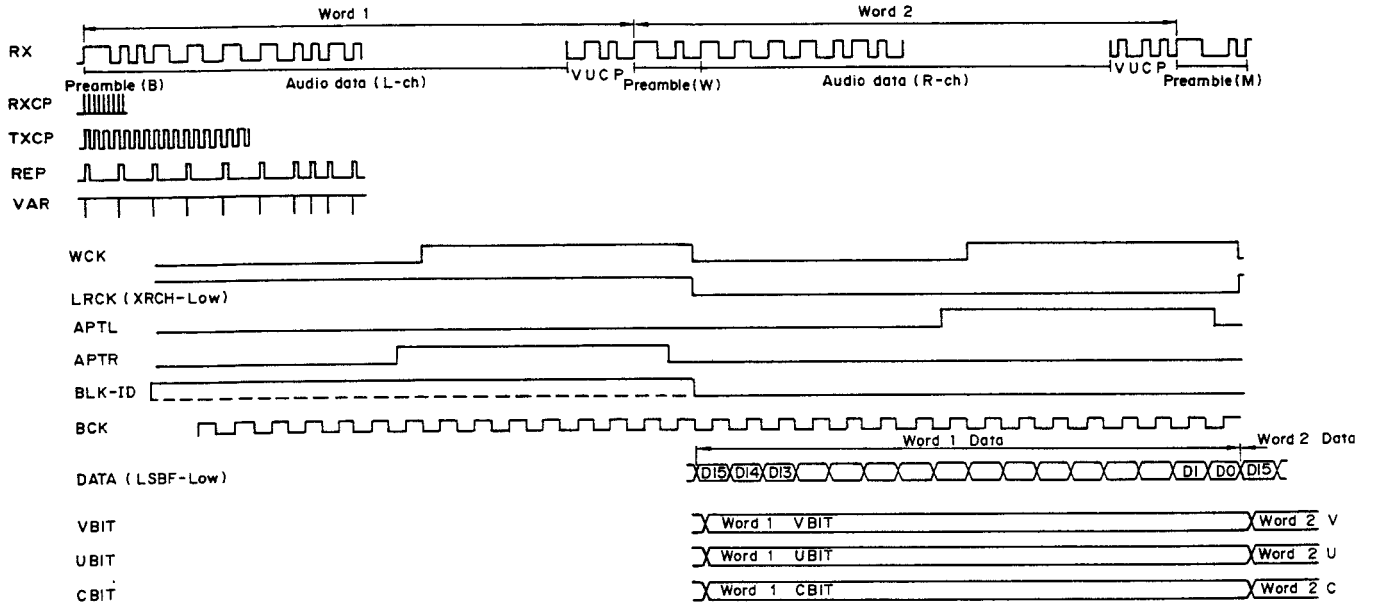 Word 1
Word 2
RX
VUCP
VUCP
Preamble (B)
Audio data (L-ch)
Preamble(W)
Audio data (R-ch)
Preamble(M)
RXCP
TXCP
REP
VAR
WCK
LRCK (XRCH-Low)
APTL
APTR
BLK-ID
BCK
Word 1 Data
Word 2 Data
DATA (LSBF-Low)
D15 D14 D13 D1 D0 D15
VBIT
Word 1 VBIT
Word 2 V
UBIT
Word 1 UBIT
Word 2 U
CBIT
Word 1 CBIT
Word 2 C